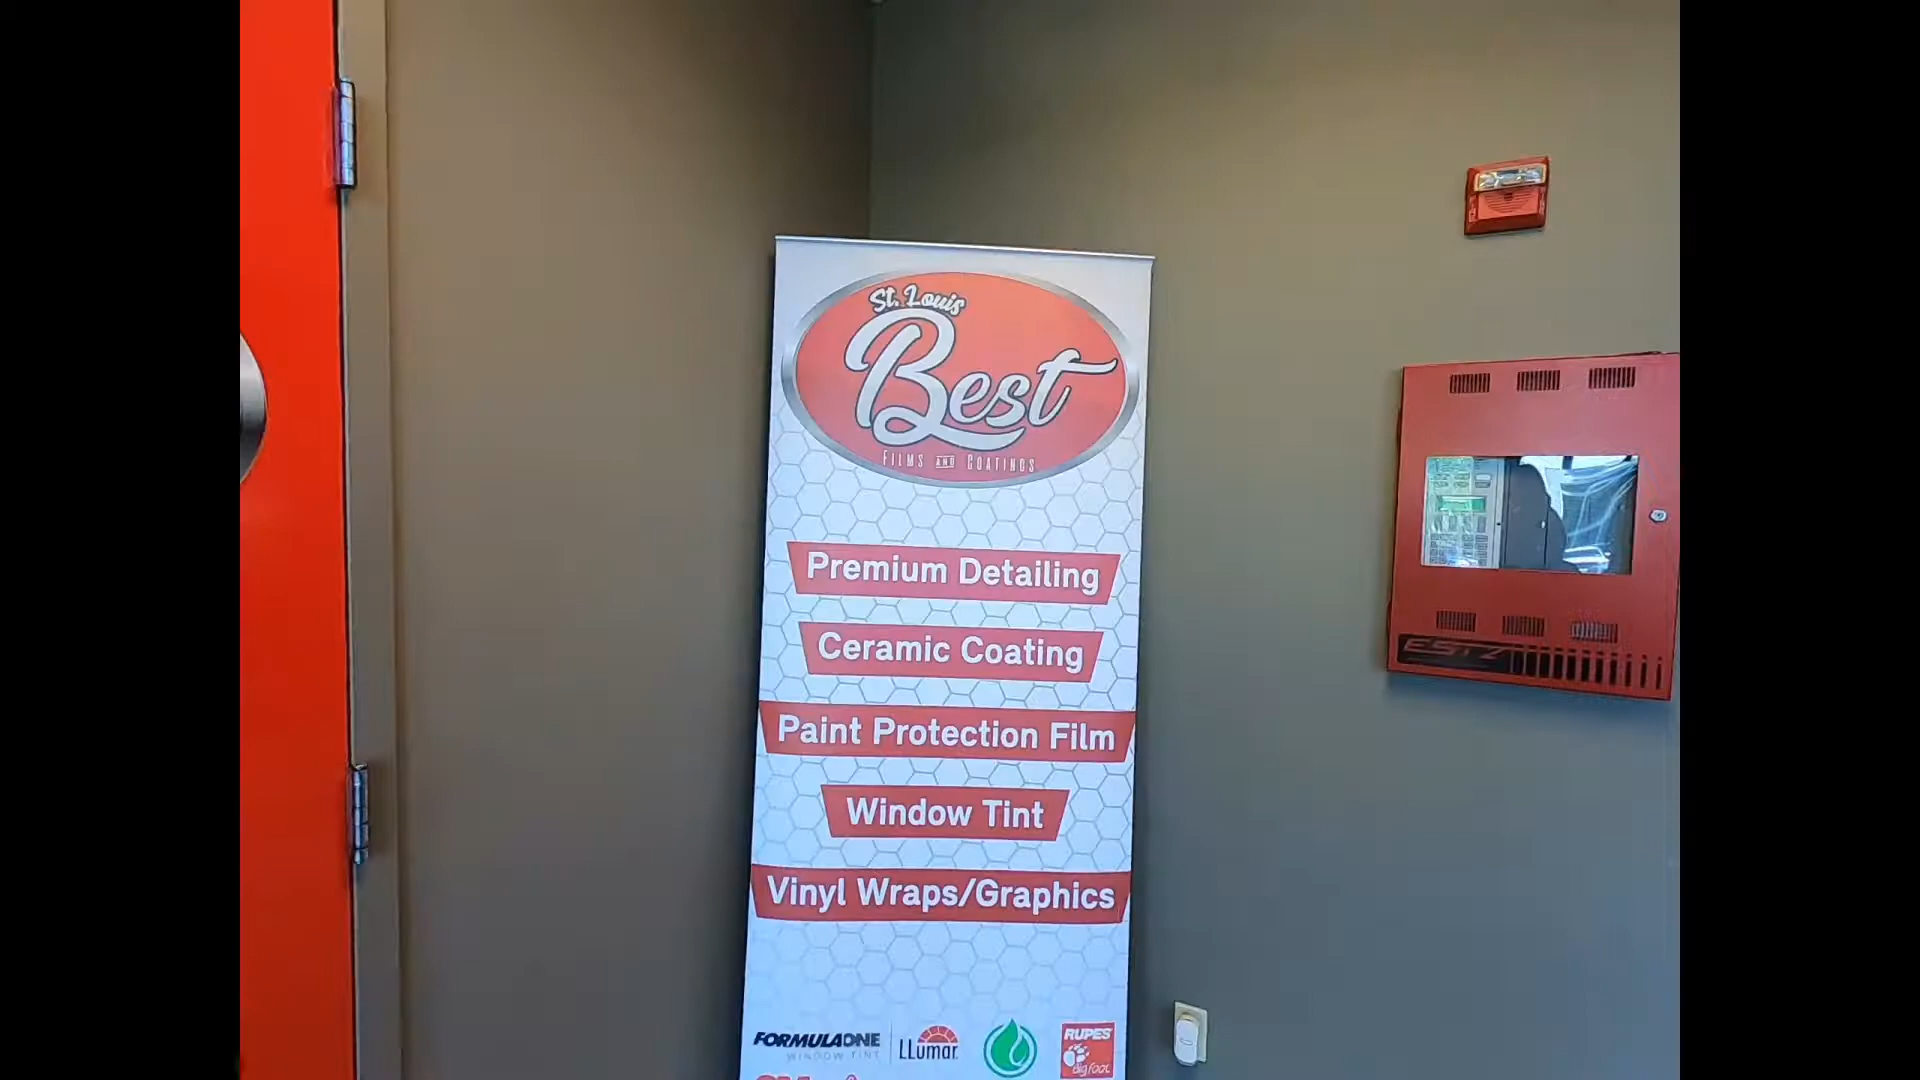 St. Louis
Best
FILMS AND COATINGS
Premium Detailing
Ceramic Coating
Paint Protection Film
Window Tint
Vinyl Wraps/Graphics
FORMULAONE
WINDOW TINT
LLumar
RUPES
Bigfoot